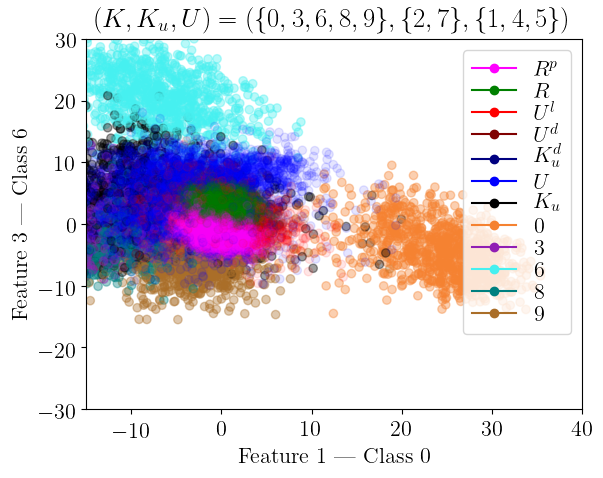 (K, K_u, U) = ({0, 3, 6, 8, 9}, {2, 7}, {1, 4, 5})
30
20
10
0
−10
−20
−30
Feature 3 — Class 6
R^p
R
U^l
U^d
K_u^d
U
K_u
0
3
6
8
9
−10
0
10
20
30
40
Feature 1 — Class 0